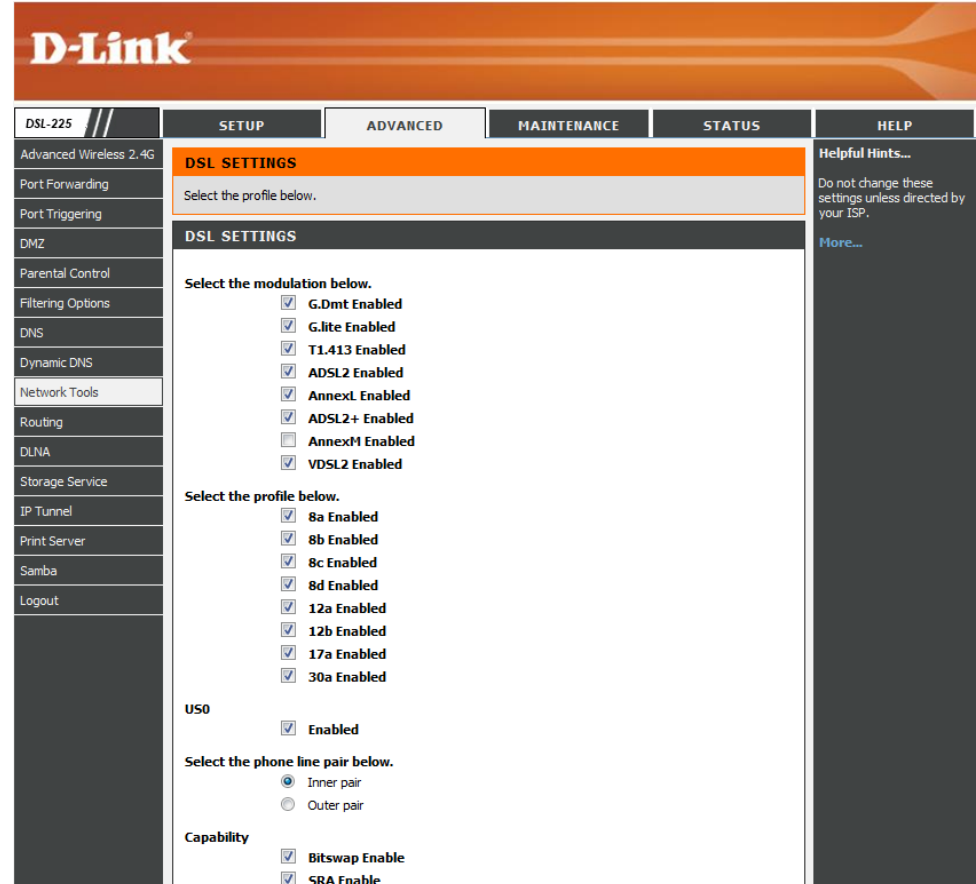 D-Link
DSL-225
SETUP
ADVANCED
MAINTENANCE
STATUS
HELP
Advanced Wireless 2.4G
Port Forwarding
Port Triggering
DMZ
Parental Control
Filtering Options
DNS
Dynamic DNS
Network Tools
Routing
DLNA
Storage Service
IP Tunnel
Print Server
Samba
Logout
DSL SETTINGS
Select the profile below.
DSL SETTINGS
Select the modulation below.
G.Dmt Enabled
G.lite Enabled
T1.413 Enabled
ADSL2 Enabled
AnnexL Enabled
ADSL2+ Enabled
AnnexM Enabled
VDSL2 Enabled
Select the profile below.
8a Enabled
8b Enabled
8c Enabled
8d Enabled
12a Enabled
12b Enabled
17a Enabled
30a Enabled
US0
Enabled
Select the phone line pair below.
Inner pair
Outer pair
Capability
Bitswap Enable
SRA Enable
Helpful Hints...
Do not change these
settings unless directed by
your ISP.
More...